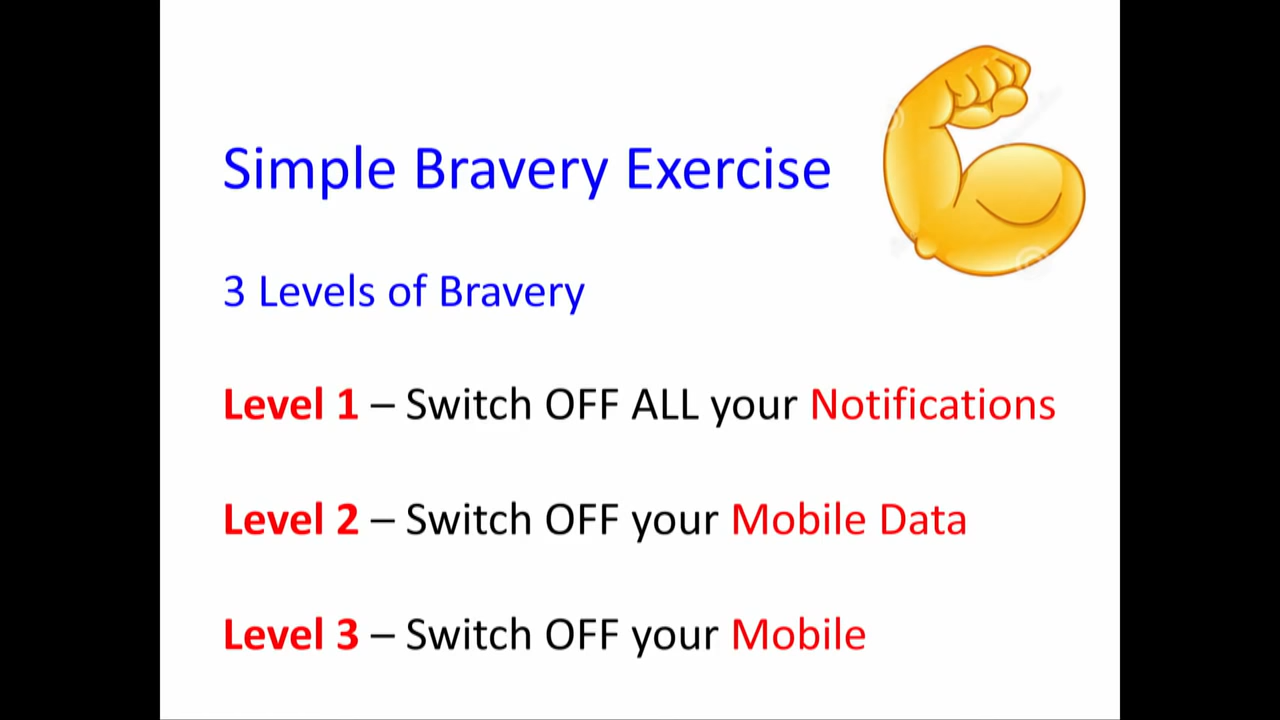 Simple Bravery Exercise
3 Levels of Bravery
Level 1 – Switch OFF ALL your Notifications
Level 2 – Switch OFF your Mobile Data
Level 3 – Switch OFF your Mobile